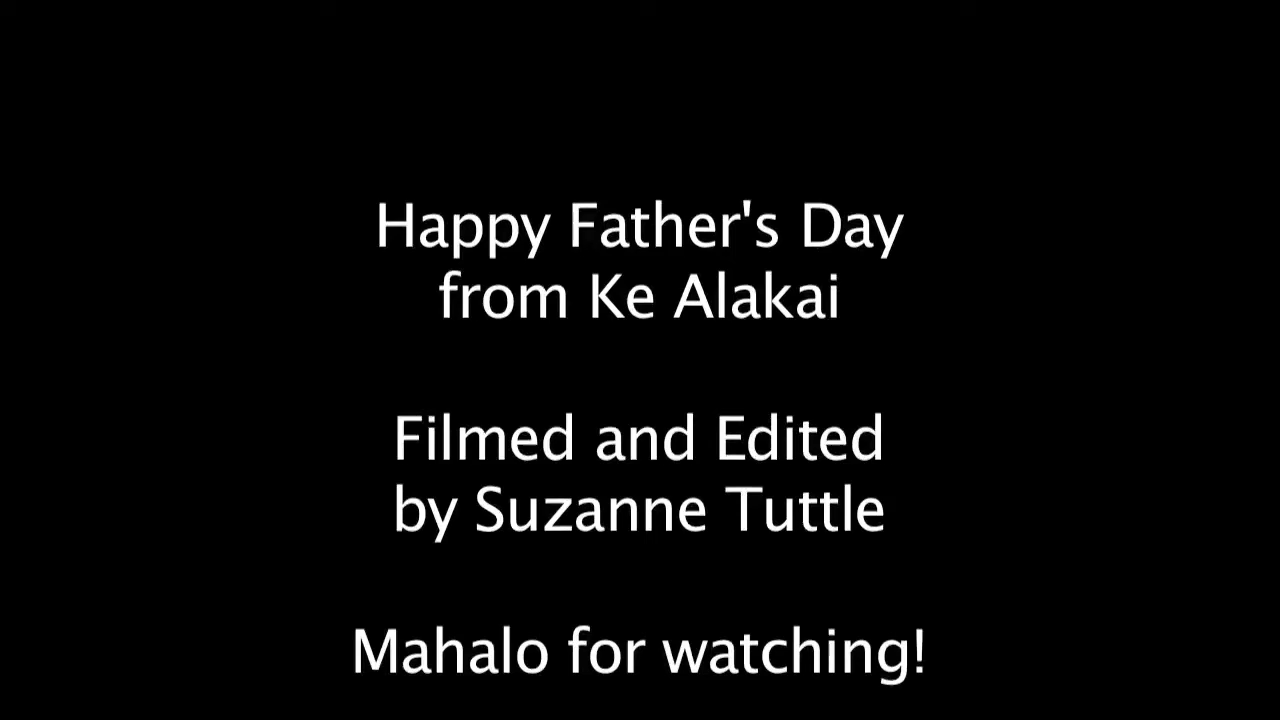 Happy Father's Day
from Ke Alakai
Filmed and Edited
by Suzanne Tuttle
Mahalo for watching!